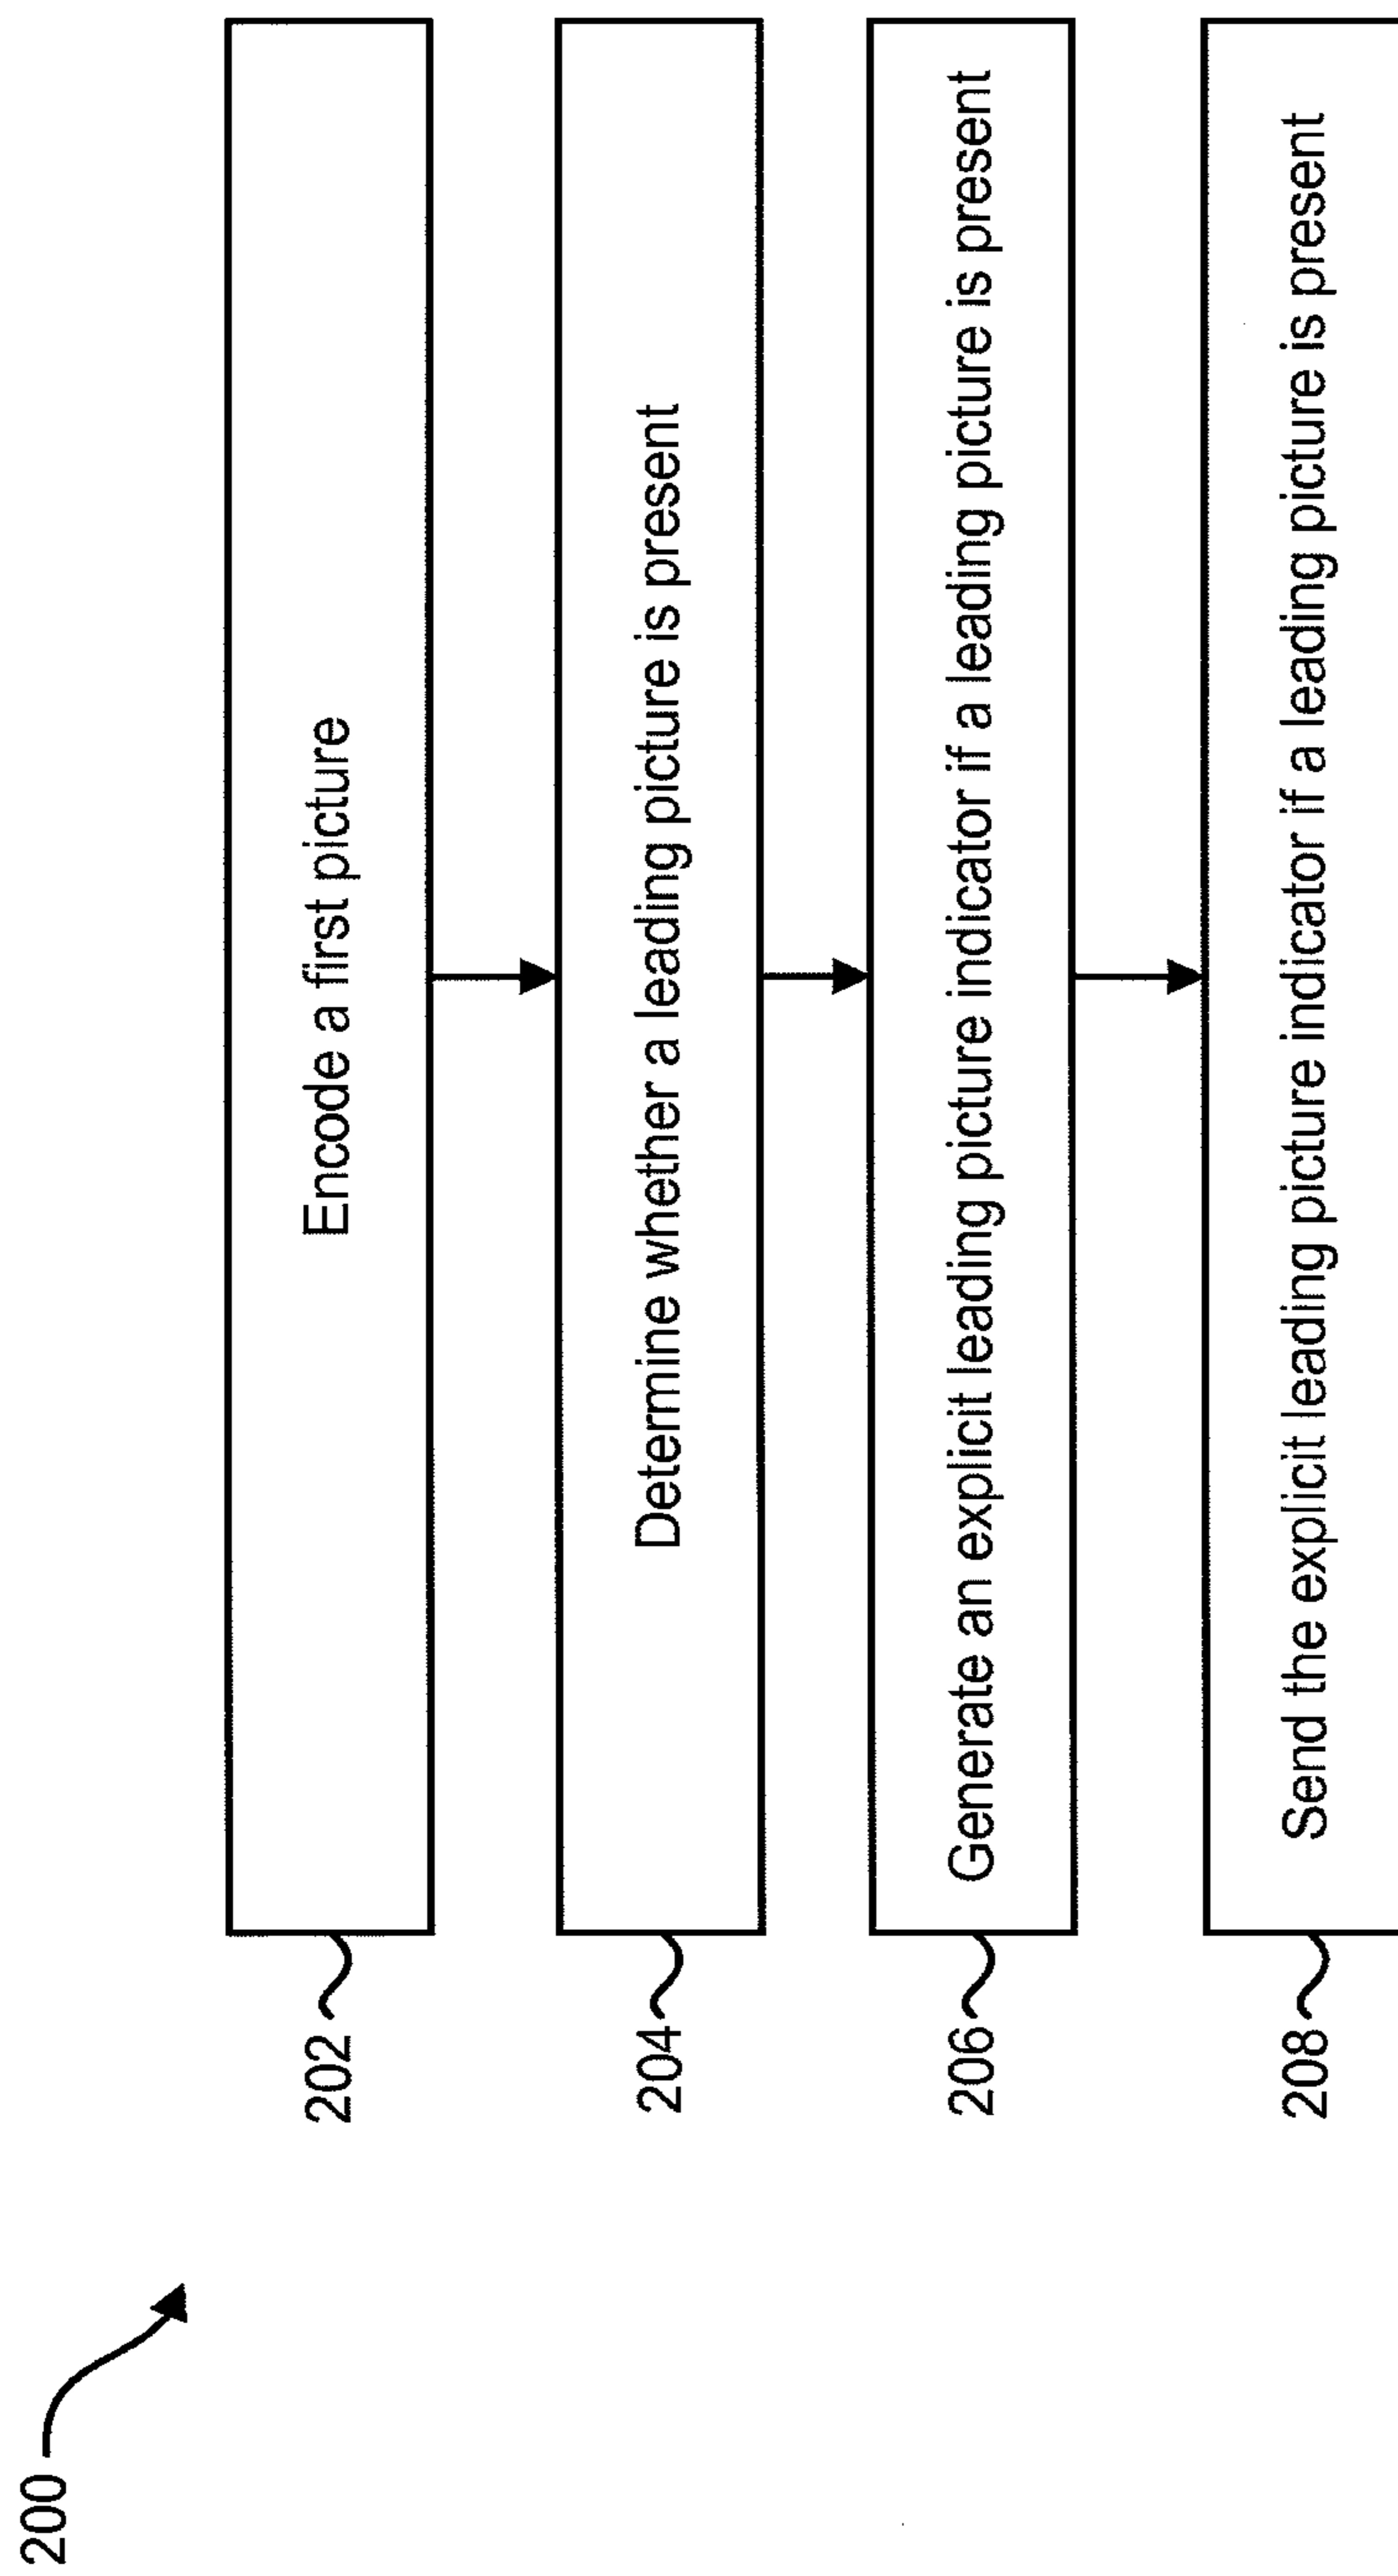 200
202
Encode a first picture
204
Determine whether a leading picture is present
206
Generate an explicit leading picture indicator if a leading picture is present
208
Send the explicit leading picture indicator if a leading picture is present